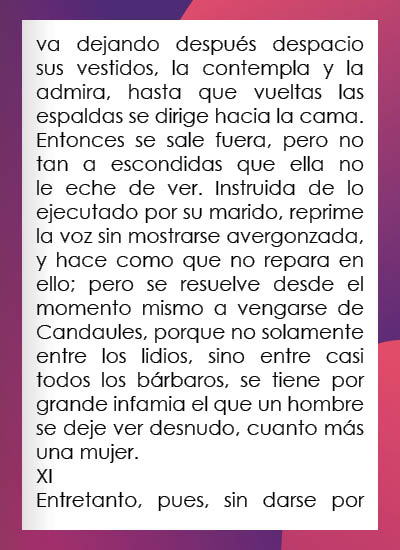 va dejando después despacio
sus vestidos, la contempla y la
admira, hasta que vueltas las
espaldas se dirige hacia la cama.
Entonces se sale fuera, pero no
tan a escondidas que ella no
le eche de ver. Instruida de lo
ejecutado por su marido, reprime
la voz sin mostrarse avergonzada,
y hace como que no repara en
ello; pero se resuelve desde el
momento mismo a vengarse de
Candaules, porque no solamente
entre los lidios, sino entre casi
todos los bárbaros, se tiene por
grande infamia el que un hombre
se deje ver desnudo, cuanto más
una mujer.
XI
Entretanto, pues, sin darse por